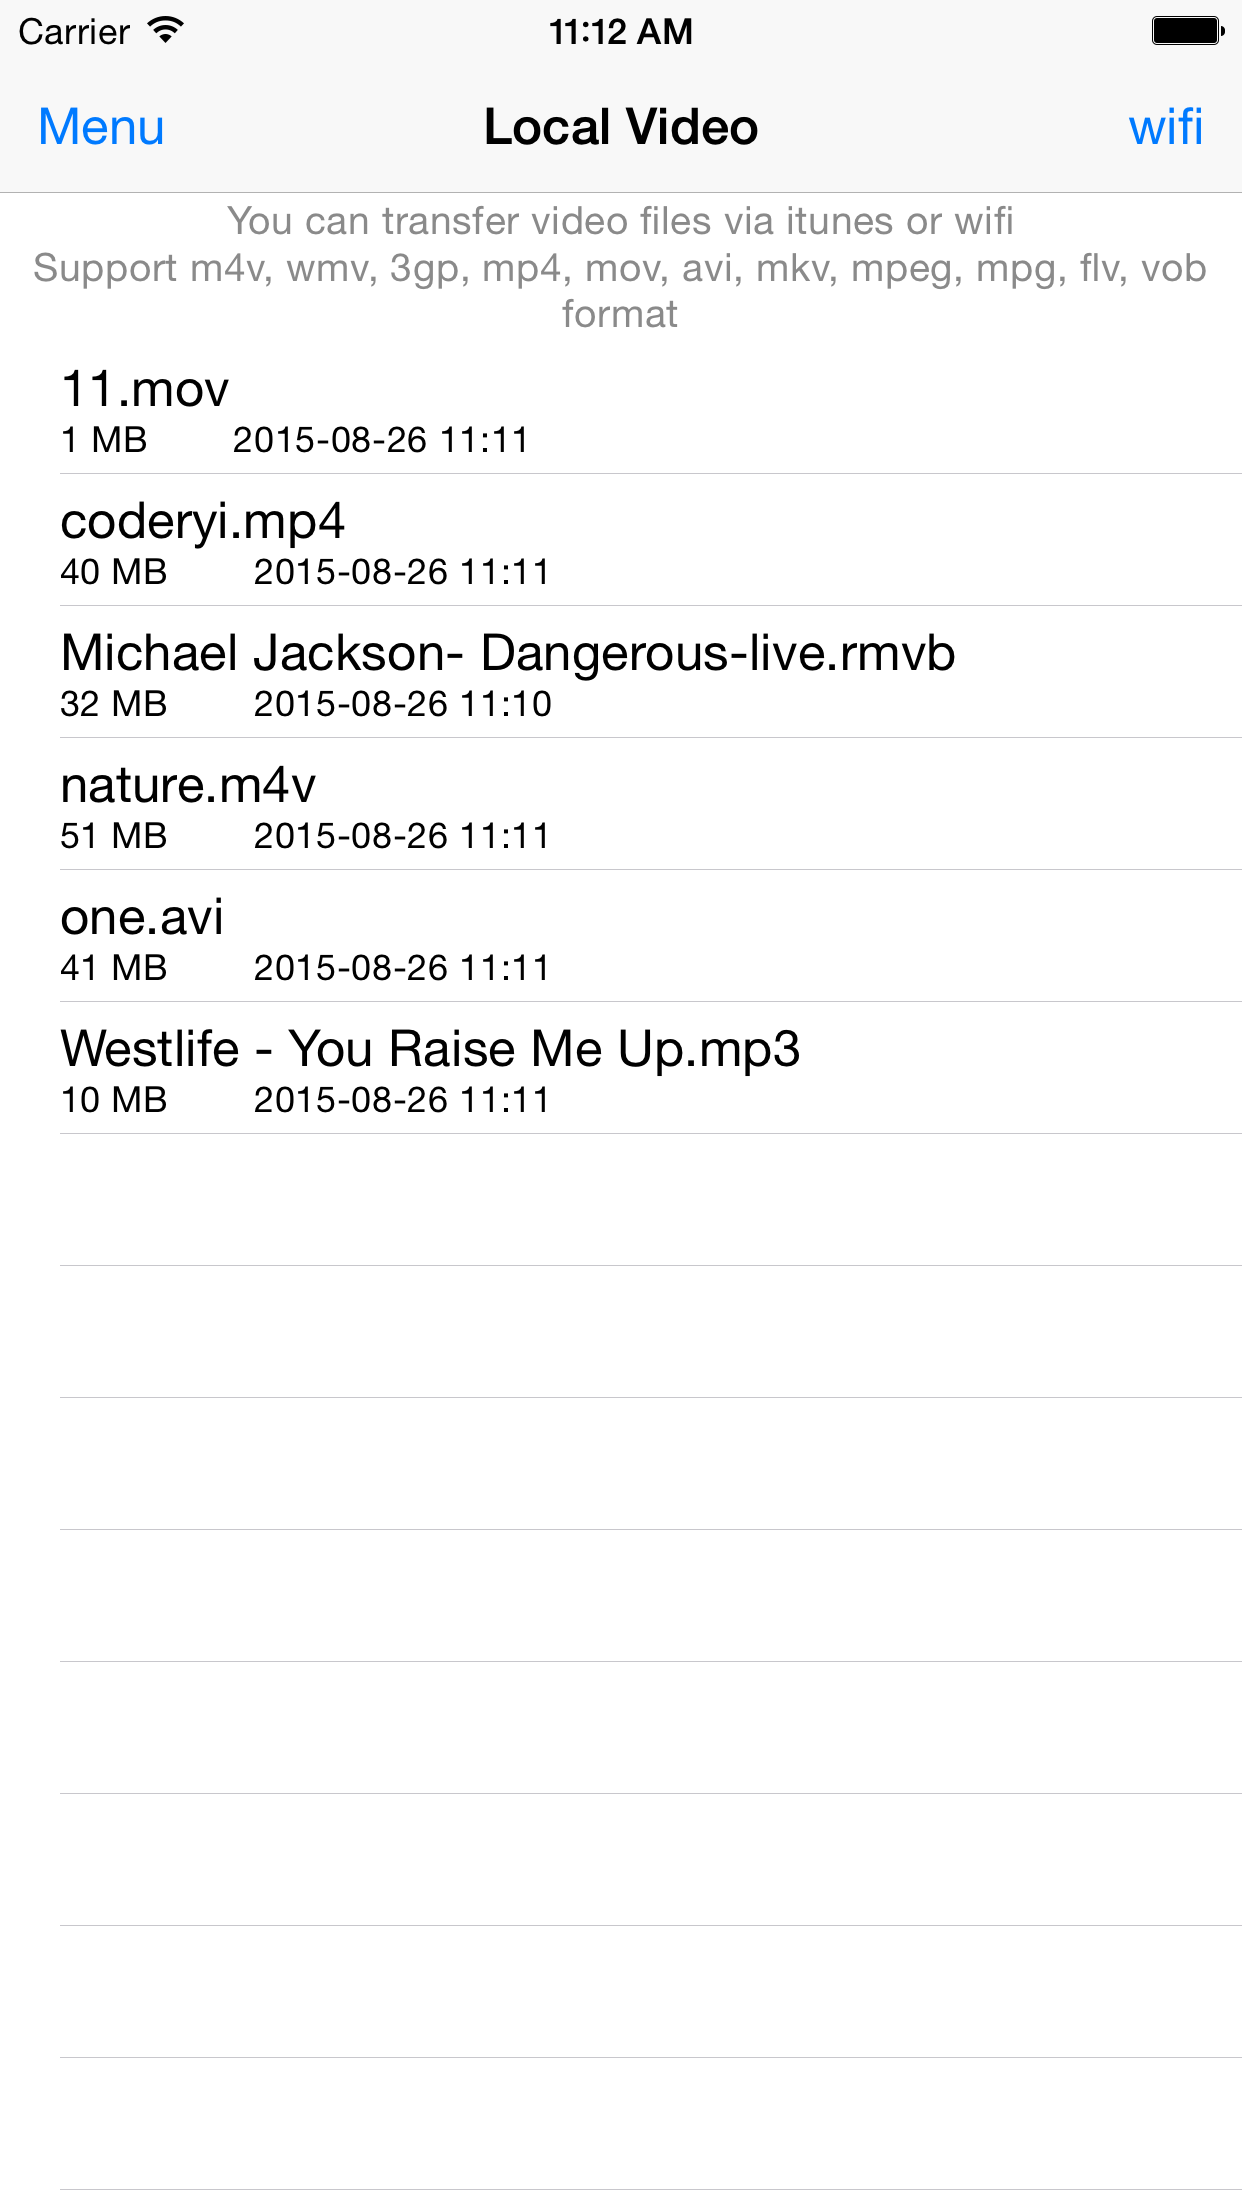 Carrier 11:12 AM
Menu Local Video wifi
You can transfer video files via itunes or wifi
Support m4v, wmv, 3gp, mp4, mov, avi, mkv, mpeg, mpg, flv, vob
format
11.mov
1 MB 2015-08-26 11:11
coderyi.mp4
40 MB 2015-08-26 11:11
Michael Jackson- Dangerous-live.rmvb
32 MB 2015-08-26 11:10
nature.m4v
51 MB 2015-08-26 11:11
one.avi
41 MB 2015-08-26 11:11
Westlife - You Raise Me Up.mp3
10 MB 2015-08-26 11:11